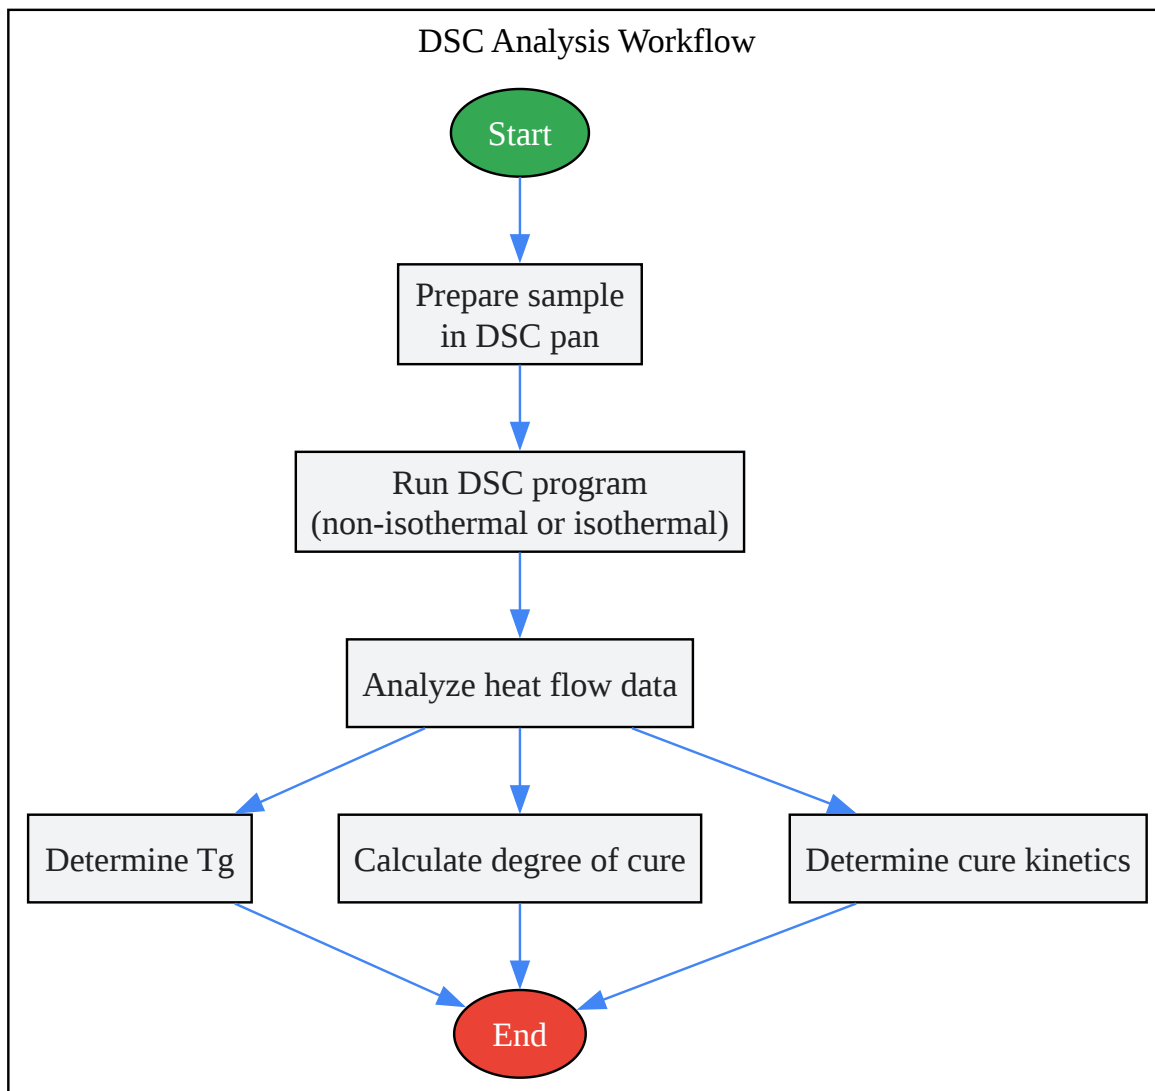 DSC Analysis Workflow
Start
Prepare sample
in DSC pan
Run DSC program
(non-isothermal or isothermal)
Analyze heat flow data
Determine Tg
Calculate degree of cure
Determine cure kinetics
End